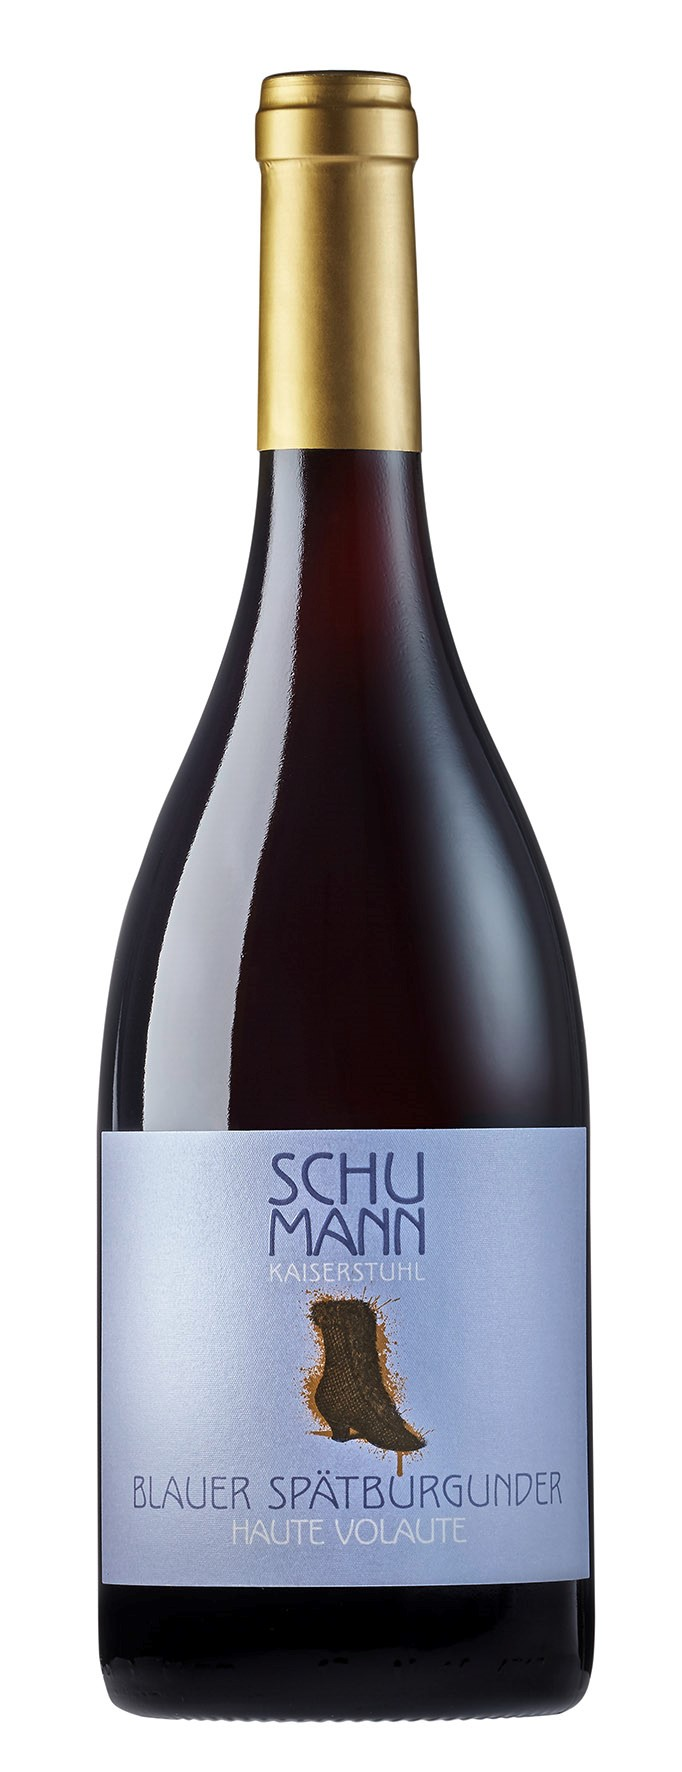 SCHU
MANN
KAISERSTUHL
BLAUER SPÄTBURGUNDER
HAUTE VOLAUTE